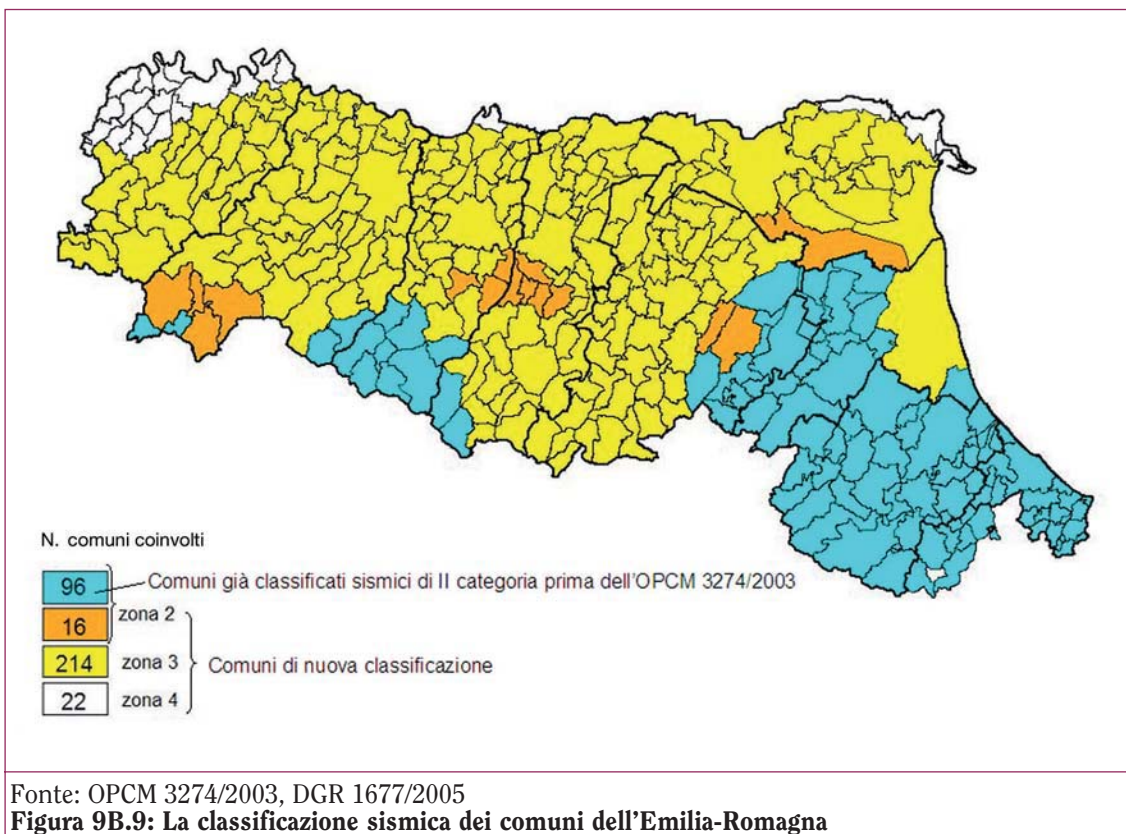 N. comuni coinvolti
96 Comuni già classificati sismici di II categoria prima dell'OPCM 3274/2003
16 zona 2
214 zona 3 Comuni di nuova classificazione
22 zona 4
Fonte: OPCM 3274/2003, DGR 1677/2005
Figura 9B.9: La classificazione sismica dei comuni dell'Emilia-Romagna